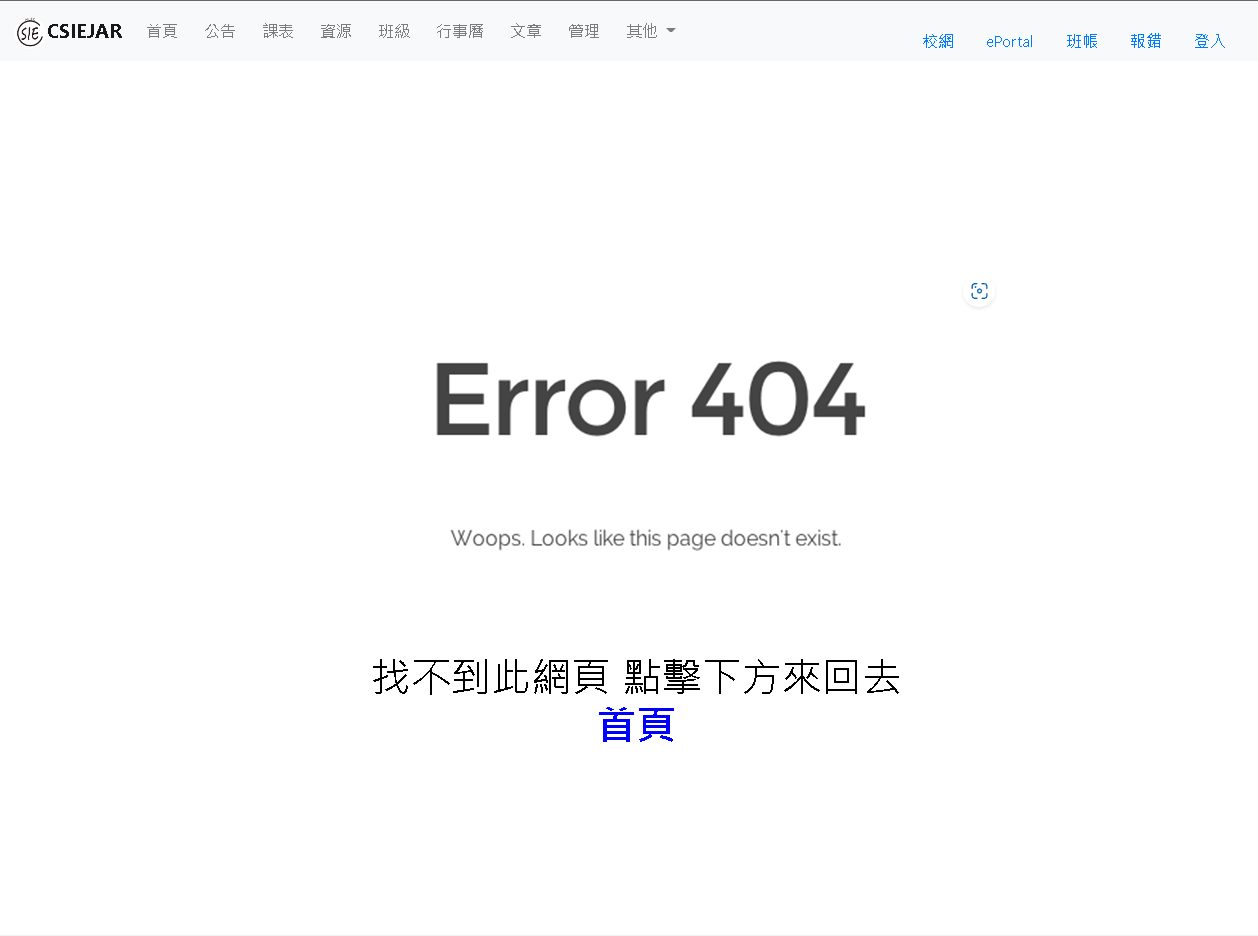 SIE CSIEJAR 首頁 公告 課表 資源 班級 行事曆 文章 管理 其他
校網 ePortal 班帳 報錯 登入
Error 404
Woops. Looks like this page doesn't exist.
找不到此網頁 點擊下方來回去
首頁